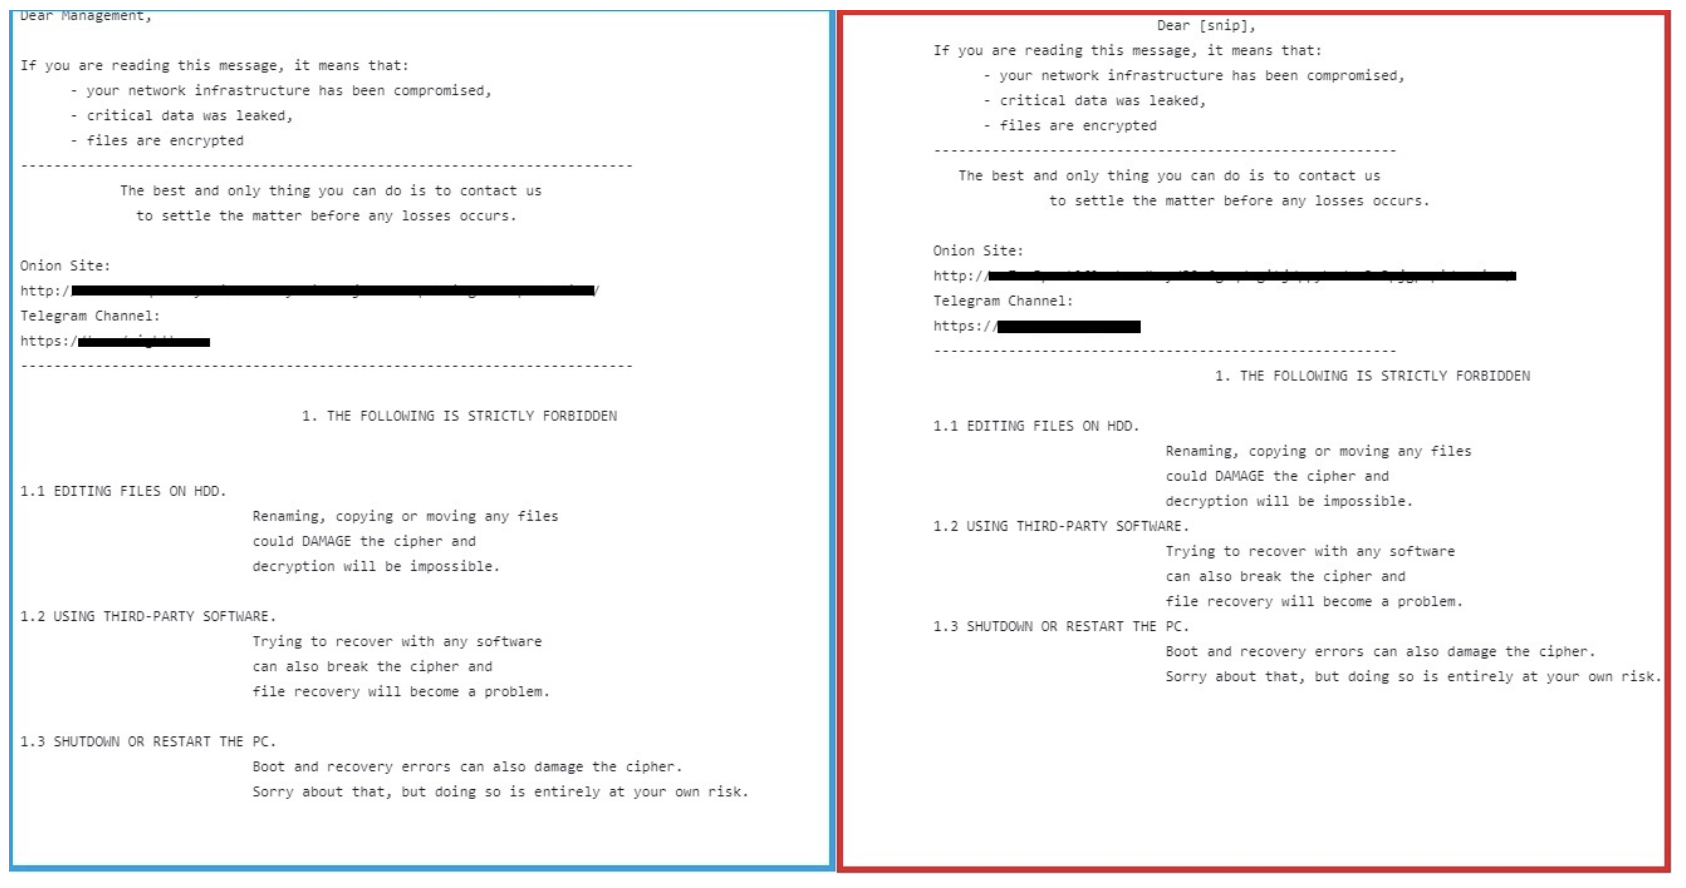 Dear Management,
If you are reading this message, it means that:
- your network infrastructure has been compromised,
- critical data was leaked,
- files are encrypted
--------------------------------------------------------------------------
The best and only thing you can do is to contact us
to settle the matter before any losses occurs.
Onion Site:
http:/
Telegram Channel:
https:/
--------------------------------------------------------------------------
1. THE FOLLOWING IS STRICTLY FORBIDDEN
1.1 EDITING FILES ON HDD.
Renaming, copying or moving any files
could DAMAGE the cipher and
decryption will be impossible.
1.2 USING THIRD-PARTY SOFTWARE.
Trying to recover with any software
can also break the cipher and
file recovery will become a problem.
1.3 SHUTDOWN OR RESTART THE PC.
Boot and recovery errors can also damage the cipher.
Sorry about that, but doing so is entirely at your own risk.
Dear [snip],
If you are reading this message, it means that:
- your network infrastructure has been compromised,
- critical data was leaked,
- files are encrypted
--------------------------------------------------------
The best and only thing you can do is to contact us
to settle the matter before any losses occurs.
Onion Site:
http://
Telegram Channel:
https://
--------------------------------------------------------
1. THE FOLLOWING IS STRICTLY FORBIDDEN
1.1 EDITING FILES ON HDD.
Renaming, copying or moving any files
could DAMAGE the cipher and
decryption will be impossible.
1.2 USING THIRD-PARTY SOFTWARE.
Trying to recover with any software
can also break the cipher and
file recovery will become a problem.
1.3 SHUTDOWN OR RESTART THE PC.
Boot and recovery errors can also damage the cipher.
Sorry about that, but doing so is entirely at your own risk.